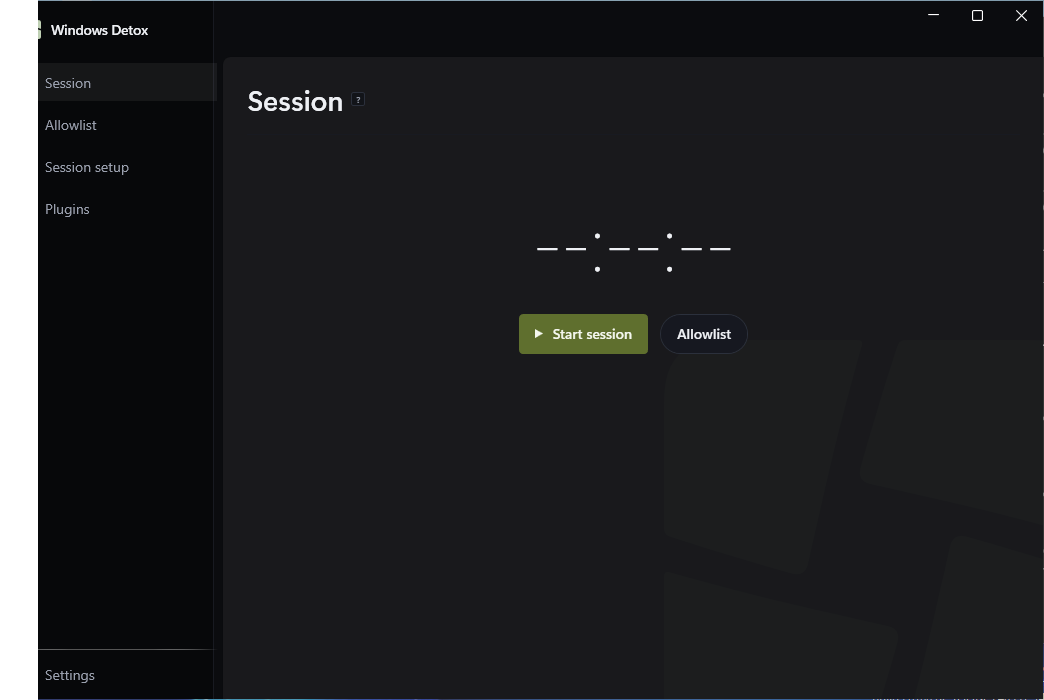 Windows Detox
Session
Allowlist
Session setup
Plugins
Settings
Session ?
––:––:––
Start session
Allowlist